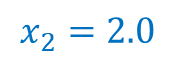 x₂ = 2.0